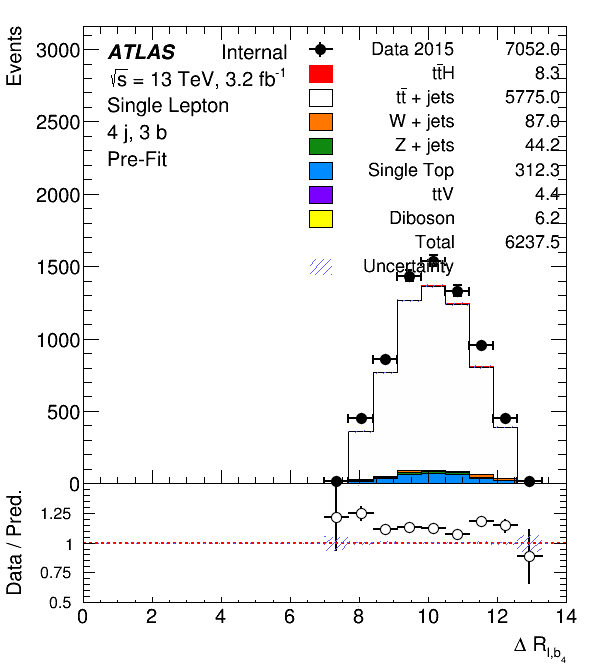 Events
3000
2500
2000
1500
1000
500
0
ATLAS Internal
√s = 13 TeV, 3.2 fb⁻¹
Single Lepton
4 j, 3 b
Pre-Fit
Data 2015 7052.0
tt̄H 8.3
tt̄ + jets 5775.0
W + jets 87.0
Z + jets 44.2
Single Top 312.3
ttV 4.4
Diboson 6.2
Total 6237.5
Uncertainty
Data / Pred.
1.25
1
0.75
0.5
0 2 4 6 8 10 12 14
Δ R_{l,b_4}